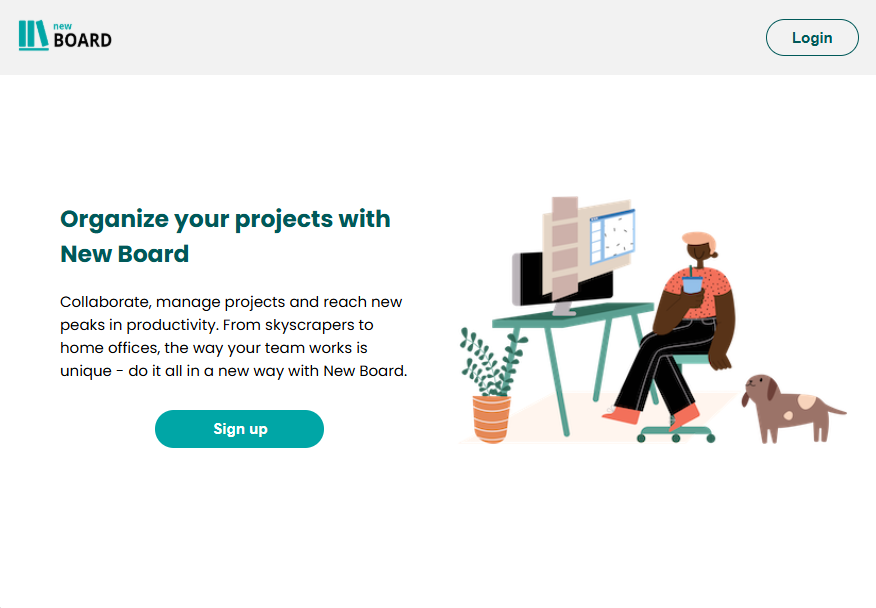 new
BOARD
Login
Organize your projects with
New Board
Collaborate, manage projects and reach new
peaks in productivity. From skyscrapers to
home offices, the way your team works is
unique - do it all in a new way with New Board.
Sign up